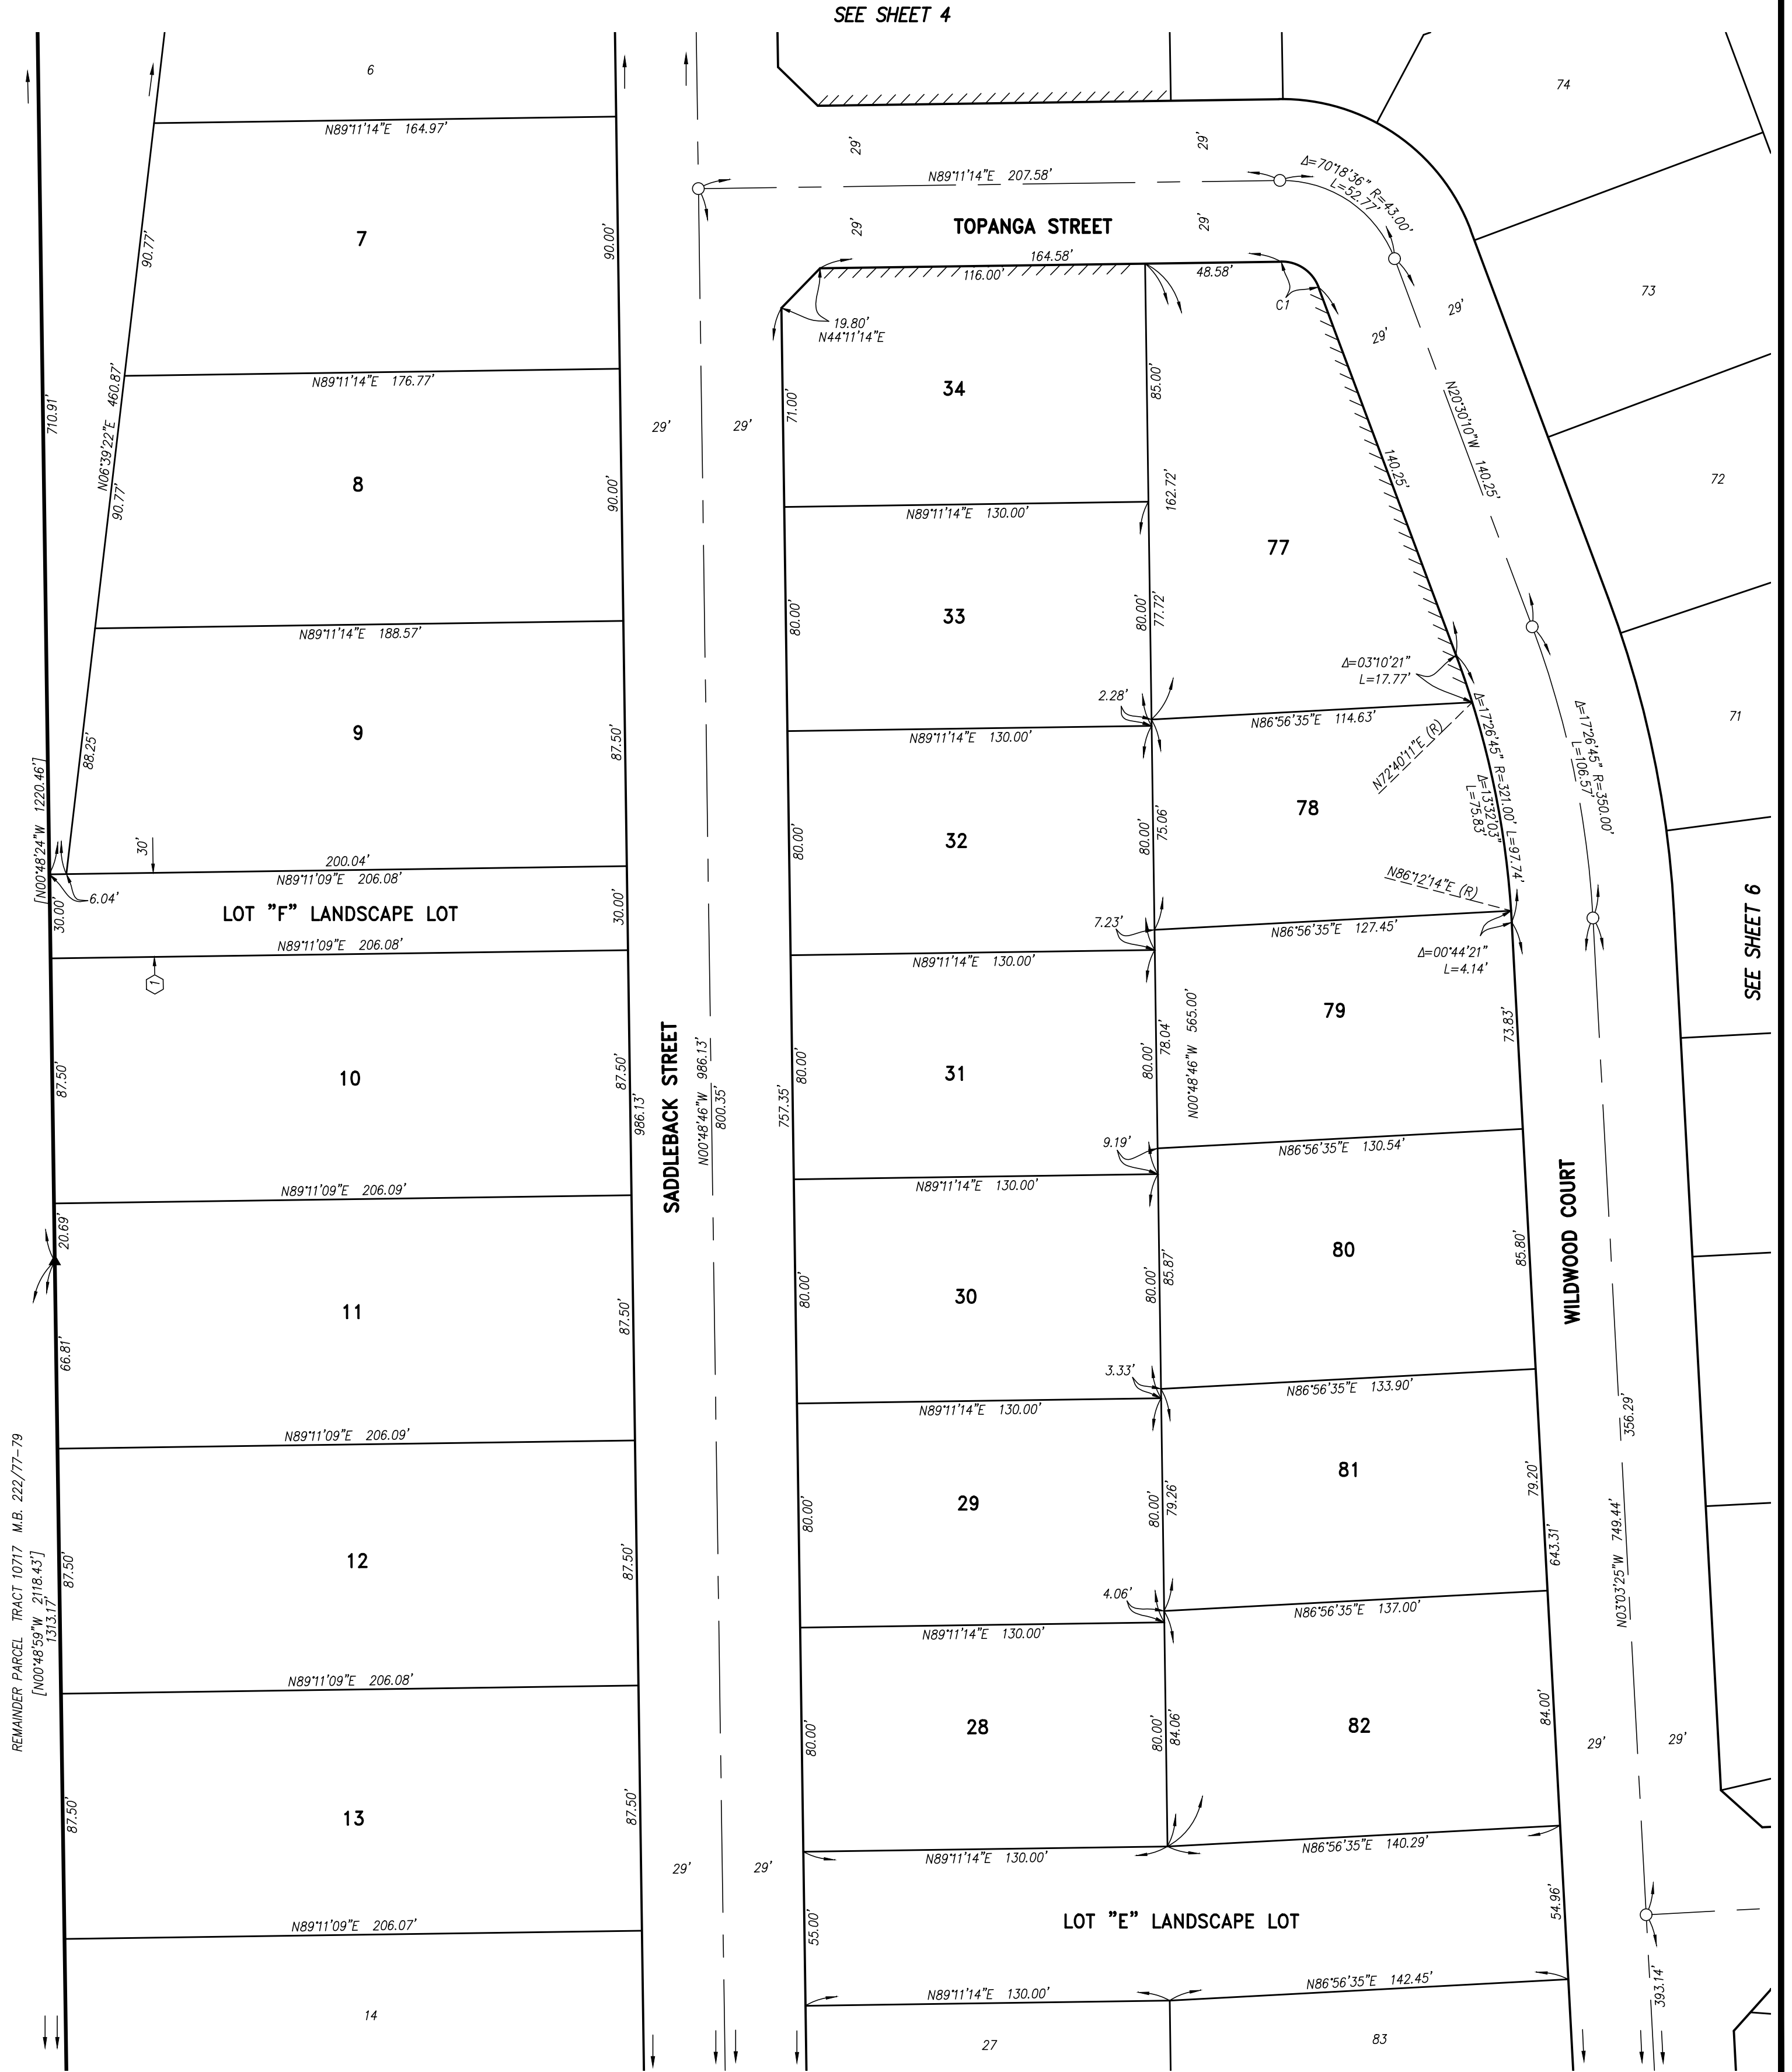 SEE SHEET 4
6
N89°11'14"E 164.97'
7
90.77'
90.00'
N06°39'22"E 460.87'
710.91'
N89°11'14"E 176.77'
8
90.77'
90.00'
N89°11'14"E 188.57'
9
88.25'
87.50'
[N00°48'24"W 1220.46']
30'
200.04'
N89°11'09"E 206.08'
6.04'
30.00'
LOT "F" LANDSCAPE LOT
30.00'
N89°11'09"E 206.08'
1
10
87.50'
87.50'
986.13'
N89°11'09"E 206.09'
20.69'
11
66.81'
87.50'
N89°11'09"E 206.09'
12
87.50'
87.50'
REMAINDER PARCEL TRACT 10717 M.B. 222/77-79
[N00°48'59"W 2118.43']
1313.17'
N89°11'09"E 206.08'
13
87.50'
87.50'
N89°11'09"E 206.07'
14
29'
29'
SADDLEBACK STREET
N00°48'46"W 986.13'
800.35'
757.35'
29'
29'
29'
29'
N89°11'14"E 207.58'
TOPANGA STREET
29'
29'
164.58'
116.00'
48.58'
C1
19.80'
N44°11'14"E
Δ=70°18'36" R=43.00'
L=52.77'
34
71.00'
85.00'
N89°11'14"E 130.00'
162.72'
33
80.00'
80.00'
77.72'
2.28'
N89°11'14"E 130.00'
32
80.00'
80.00'
75.06'
7.23'
N89°11'14"E 130.00'
31
80.00'
80.00'
78.04'
N00°48'46"W 565.00'
9.19'
N89°11'14"E 130.00'
30
80.00'
80.00'
85.87'
3.33'
N89°11'14"E 130.00'
29
80.00'
80.00'
79.26'
4.06'
N89°11'14"E 130.00'
28
80.00'
80.00'
84.06'
N89°11'14"E 130.00'
55.00'
LOT "E" LANDSCAPE LOT
N89°11'14"E 130.00'
27
77
140.25'
29'
29'
N20°30'10"W 140.25'
Δ=03°10'21"
L=17.77'
N86°56'35"E 114.63'
N72°40'11"E (R)
78
Δ=17°26'45" R=321.00' L=97.74'
Δ=13°32'03"
L=75.83'
Δ=17°26'45" R=350.00'
L=106.57'
N86°12'14"E (R)
N86°56'35"E 127.45'
Δ=00°44'21"
L=4.14'
79
73.83'
N86°56'35"E 130.54'
80
85.80'
WILDWOOD COURT
N86°56'35"E 133.90'
81
79.20'
643.31'
356.29'
N03°03'25"W 749.44'
N86°56'35"E 137.00'
82
84.00'
29'
29'
N86°56'35"E 140.29'
54.96'
N86°56'35"E 142.45'
393.14'
83
74
73
72
71
SEE SHEET 6